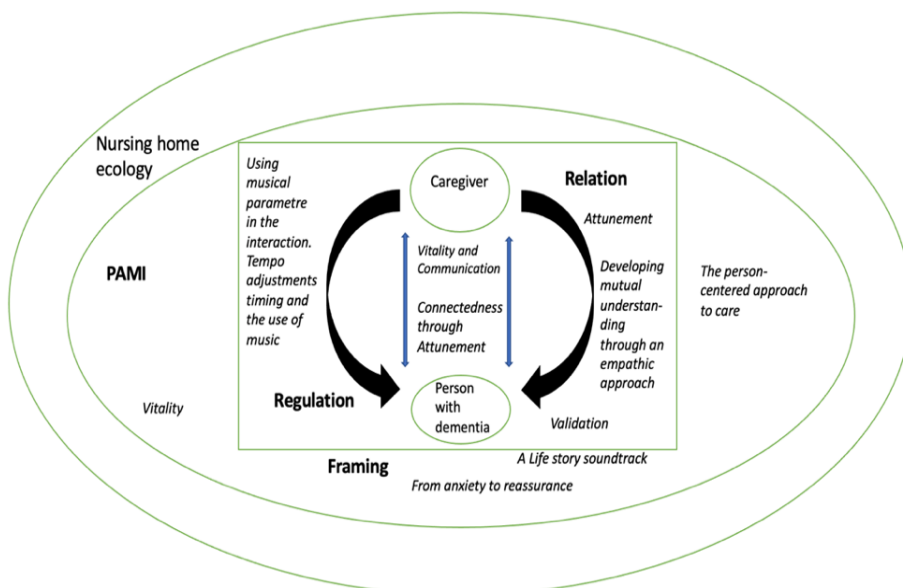 Nursing home
ecology
PAMI
Vitality
Using
musical
parametre
in the
interaction.
Tempo
adjustments
timing and
the use of
music
Regulation
Caregiver
Vitality and
Communication
Connectedness
through
Attunement
Person
with
dementia
Relation
Attunement
Developing
mutual
understan-
ding
through an
empathic
approach
Validation
The person-
centered approach
to care
Framing
A Life story soundtrack
From anxiety to reassurance